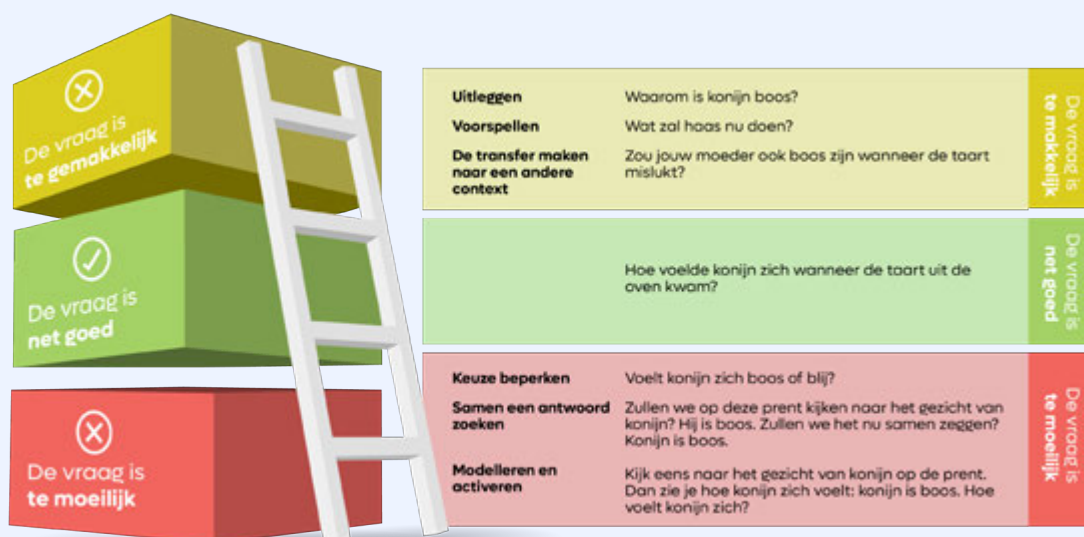 De vraag is
te gemakkelijk
De vraag is
net goed
De vraag is
te moeilijk
Uitleggen
Waarom is konijn boos?
Voorspellen
Wat zal haas nu doen?
De transfer maken
naar een andere
context
Zou jouw moeder ook boos zijn wanneer de taart
mislukt?
De vraag is
te makkelijk
Hoe voelde konijn zich wanneer de taart uit de
oven kwam?
De vraag is
net goed
Keuze beperken
Voelt konijn zich boos of blij?
Samen een antwoord
zoeken
Zullen we op deze prent kijken naar het gezicht van
konijn? Hij is boos. Zullen we het nu samen zeggen?
Konijn is boos.
Modelleren en
activeren
Kijk eens naar het gezicht van konijn op de prent.
Dan zie je hoe konijn zich voelt: konijn is boos. Hoe
voelt konijn zich?
De vraag is
te moeilijk